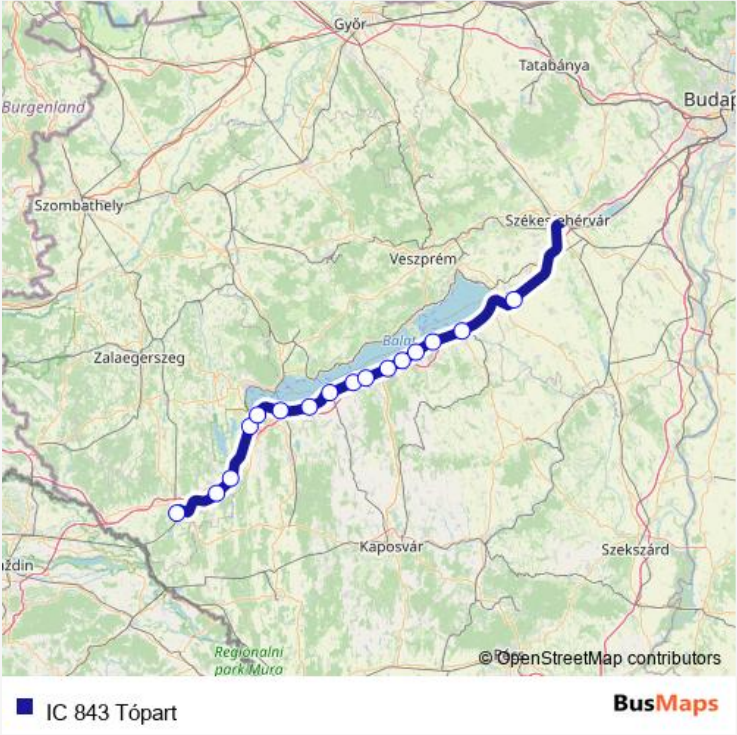 Győr
Tatabánya
Budap
Burgenland
Szombathely
Székesfehérvár
Veszprém
Balat
Zalaegerszeg
Kaposvár
Szekszárd
ždin
Regionalni
park Mura
© OpenStreetMap contributors
IC 843 Tópart
BusMaps